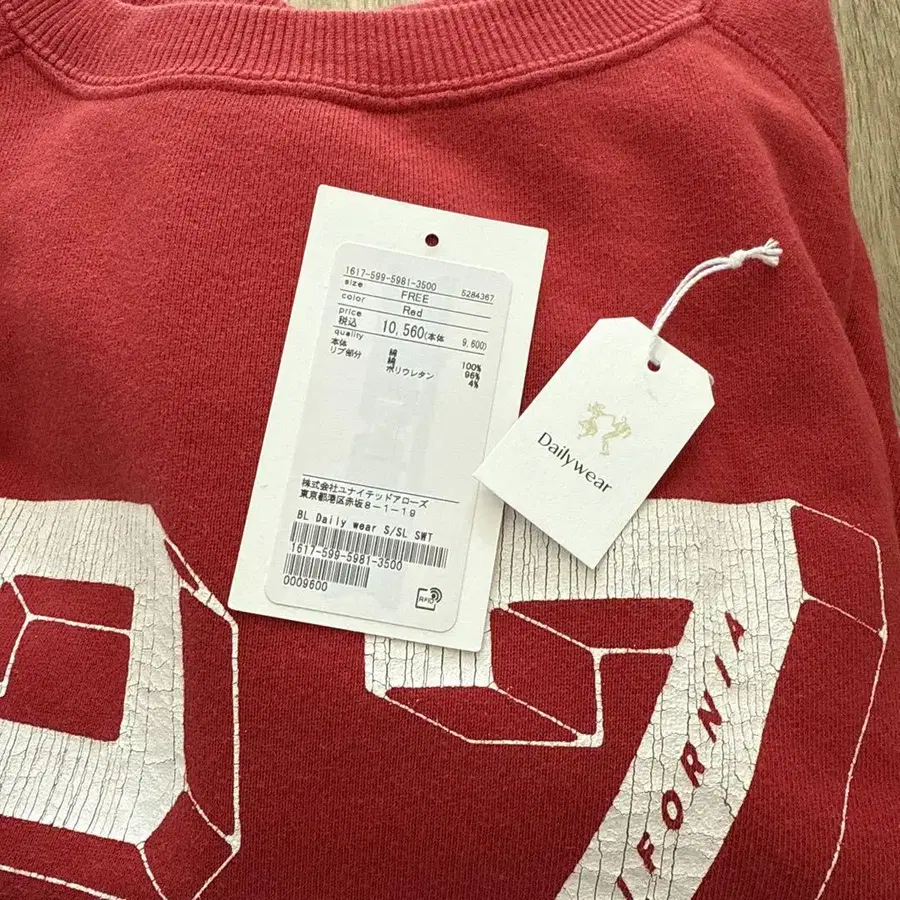 1617-599-5981-3500
size FREE 5284367
color Red
price
税込 10,560(本体 9,600)
quality
本体 綿 100%
リブ部分 綿 96%
ポリウレタン 4%
株式会社ユナイテッドアローズ
東京都港区赤坂8-1-19
BL Daily wear S/SL SWT
1617-599-5981-3500
0009600
RFID
Dailywear
7
IFORNIA